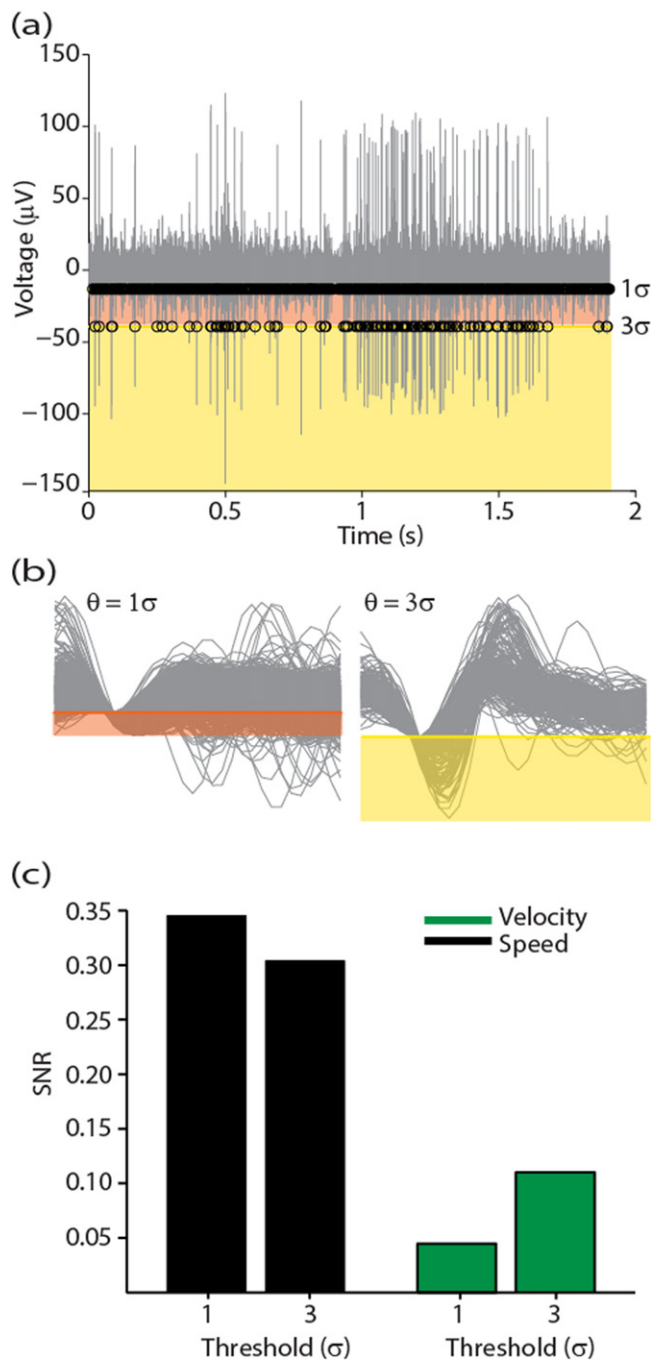 (a)
150
100
50
0
−50
−100
−150
Voltage (μV)
1σ
3σ
0 0.5 1 1.5 2
Time (s)
(b)
θ = 1σ θ = 3σ
(c)
0.35
0.30
0.25
0.20
0.15
0.10
0.05
SNR
Velocity
Speed
1 3 1 3
Threshold (σ) Threshold (σ)